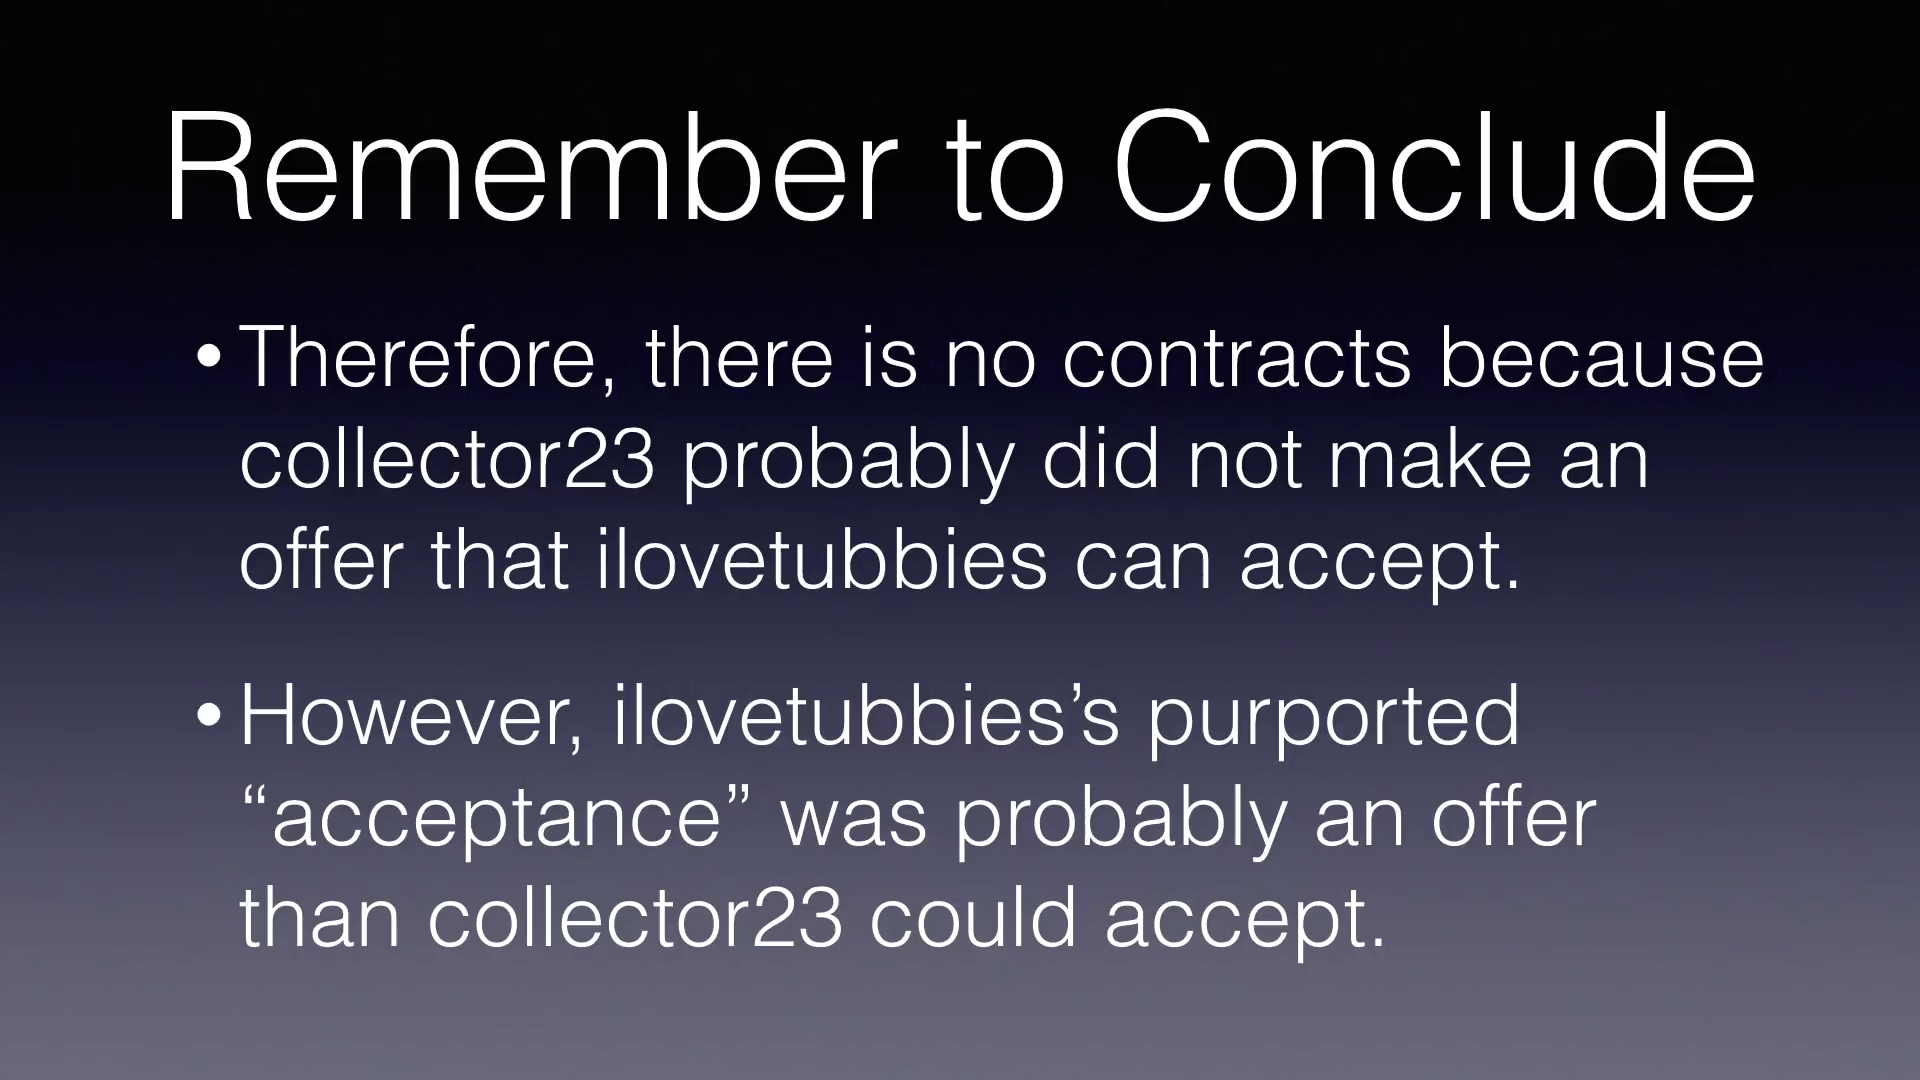 Remember to Conclude
• Therefore, there is no contracts because
collector23 probably did not make an
offer that ilovetubbies can accept.
• However, ilovetubbies’s purported
“acceptance” was probably an offer
than collector23 could accept.